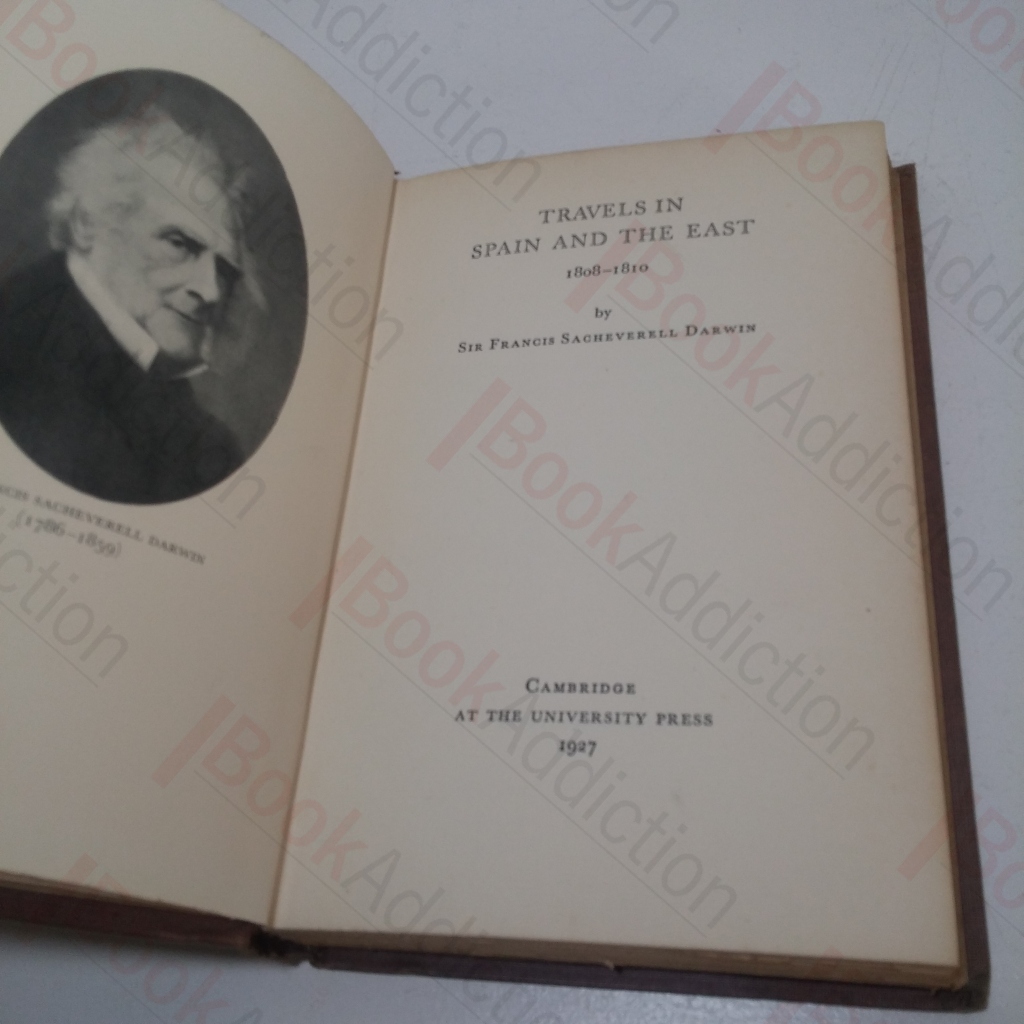 SACHEVERELL DARWIN
(1786–1859)
TRAVELS IN
SPAIN AND THE EAST
1808–1810
by
SIR FRANCIS SACHEVERELL DARWIN
CAMBRIDGE
AT THE UNIVERSITY PRESS
1927
BookAddiction